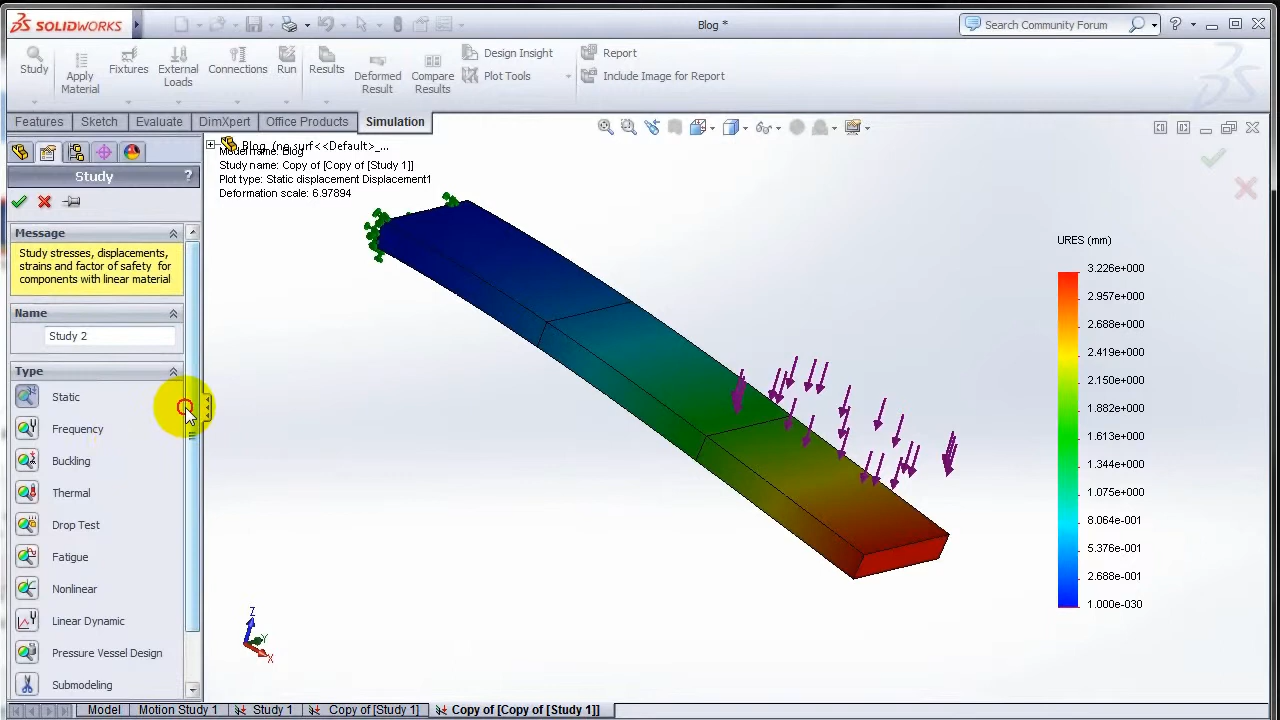 SOLIDWORKS
Blog *
Search Community Forum
?
Study
Apply Material
Fixtures
External Loads
Connections
Run
Results
Deformed Result
Compare Results
Design Insight
Plot Tools
Report
Include Image for Report
Features
Sketch
Evaluate
DimXpert
Office Products
Simulation
Study
?
Message
Study stresses, displacements,
strains and factor of safety for
components with linear material
Name
Study 2
Type
Static
Frequency
Buckling
Thermal
Drop Test
Fatigue
Nonlinear
Linear Dynamic
Pressure Vessel Design
Submodeling
Study name: Copy of [Copy of [Study 1]]
Plot type: Static displacement Displacement1
Deformation scale: 6.97894
URES (mm)
3.226e+000
2.957e+000
2.688e+000
2.419e+000
2.150e+000
1.882e+000
1.613e+000
1.344e+000
1.075e+000
8.064e-001
5.376e-001
2.688e-001
1.000e-030
Z
Y
X
Model
Motion Study 1
Study 1
Copy of [Study 1]
Copy of [Copy of [Study 1]]